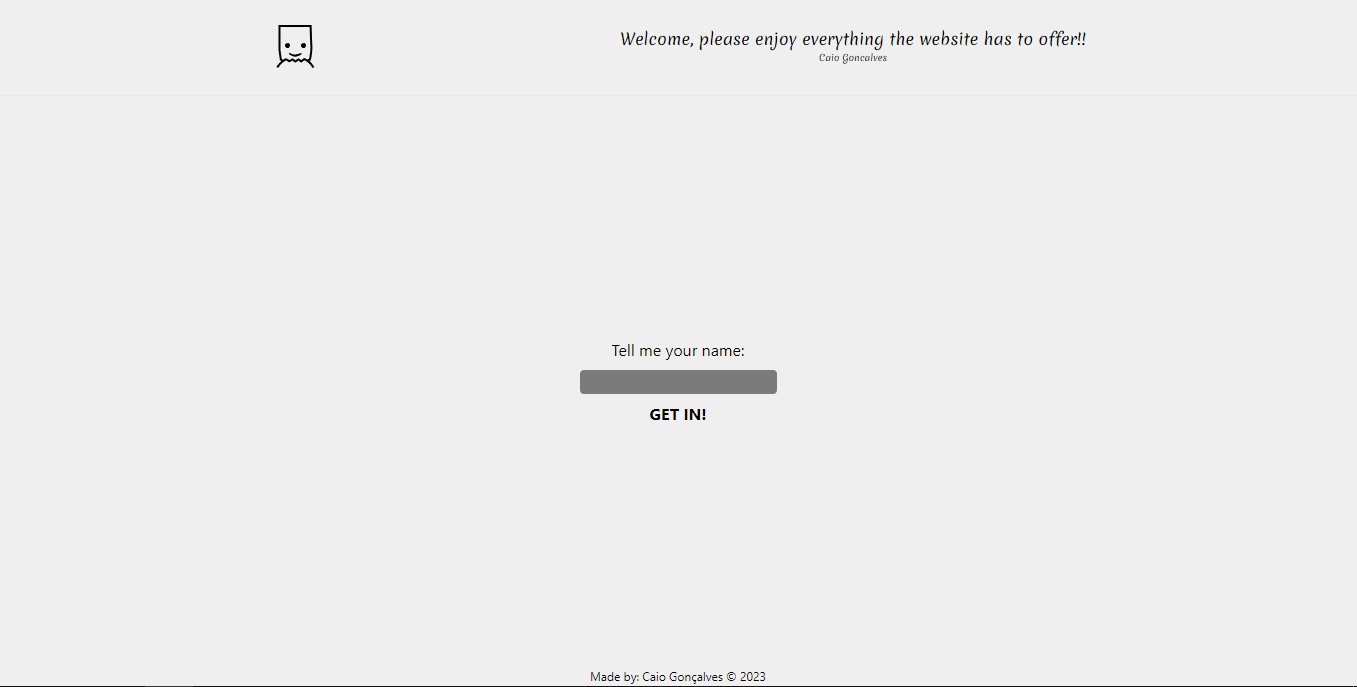 Welcome, please enjoy everything the website has to offer!!
Caio Goncalves
Tell me your name:
GET IN!
Made by: Caio Gonçalves © 2023